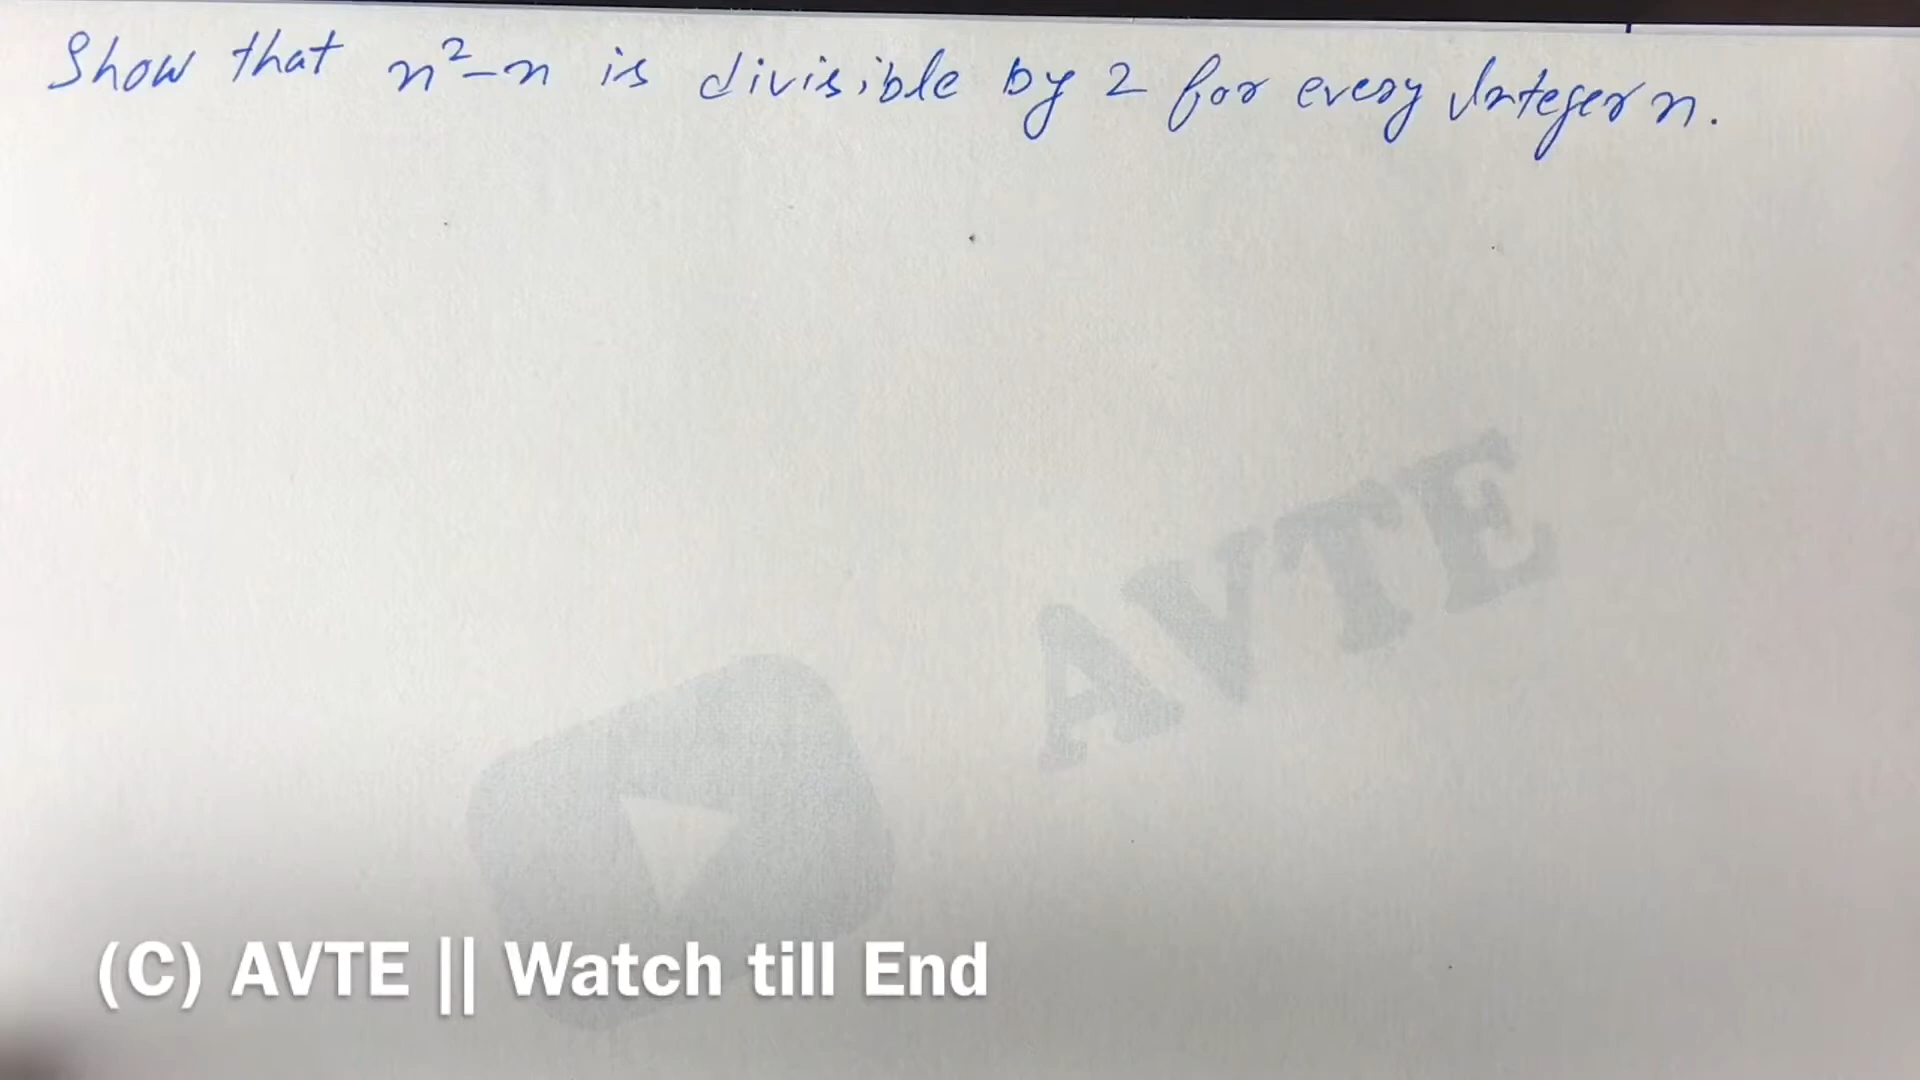 Show that n²-n is divisible by 2 for every Integer n.
AVTE
(C) AVTE || Watch till End